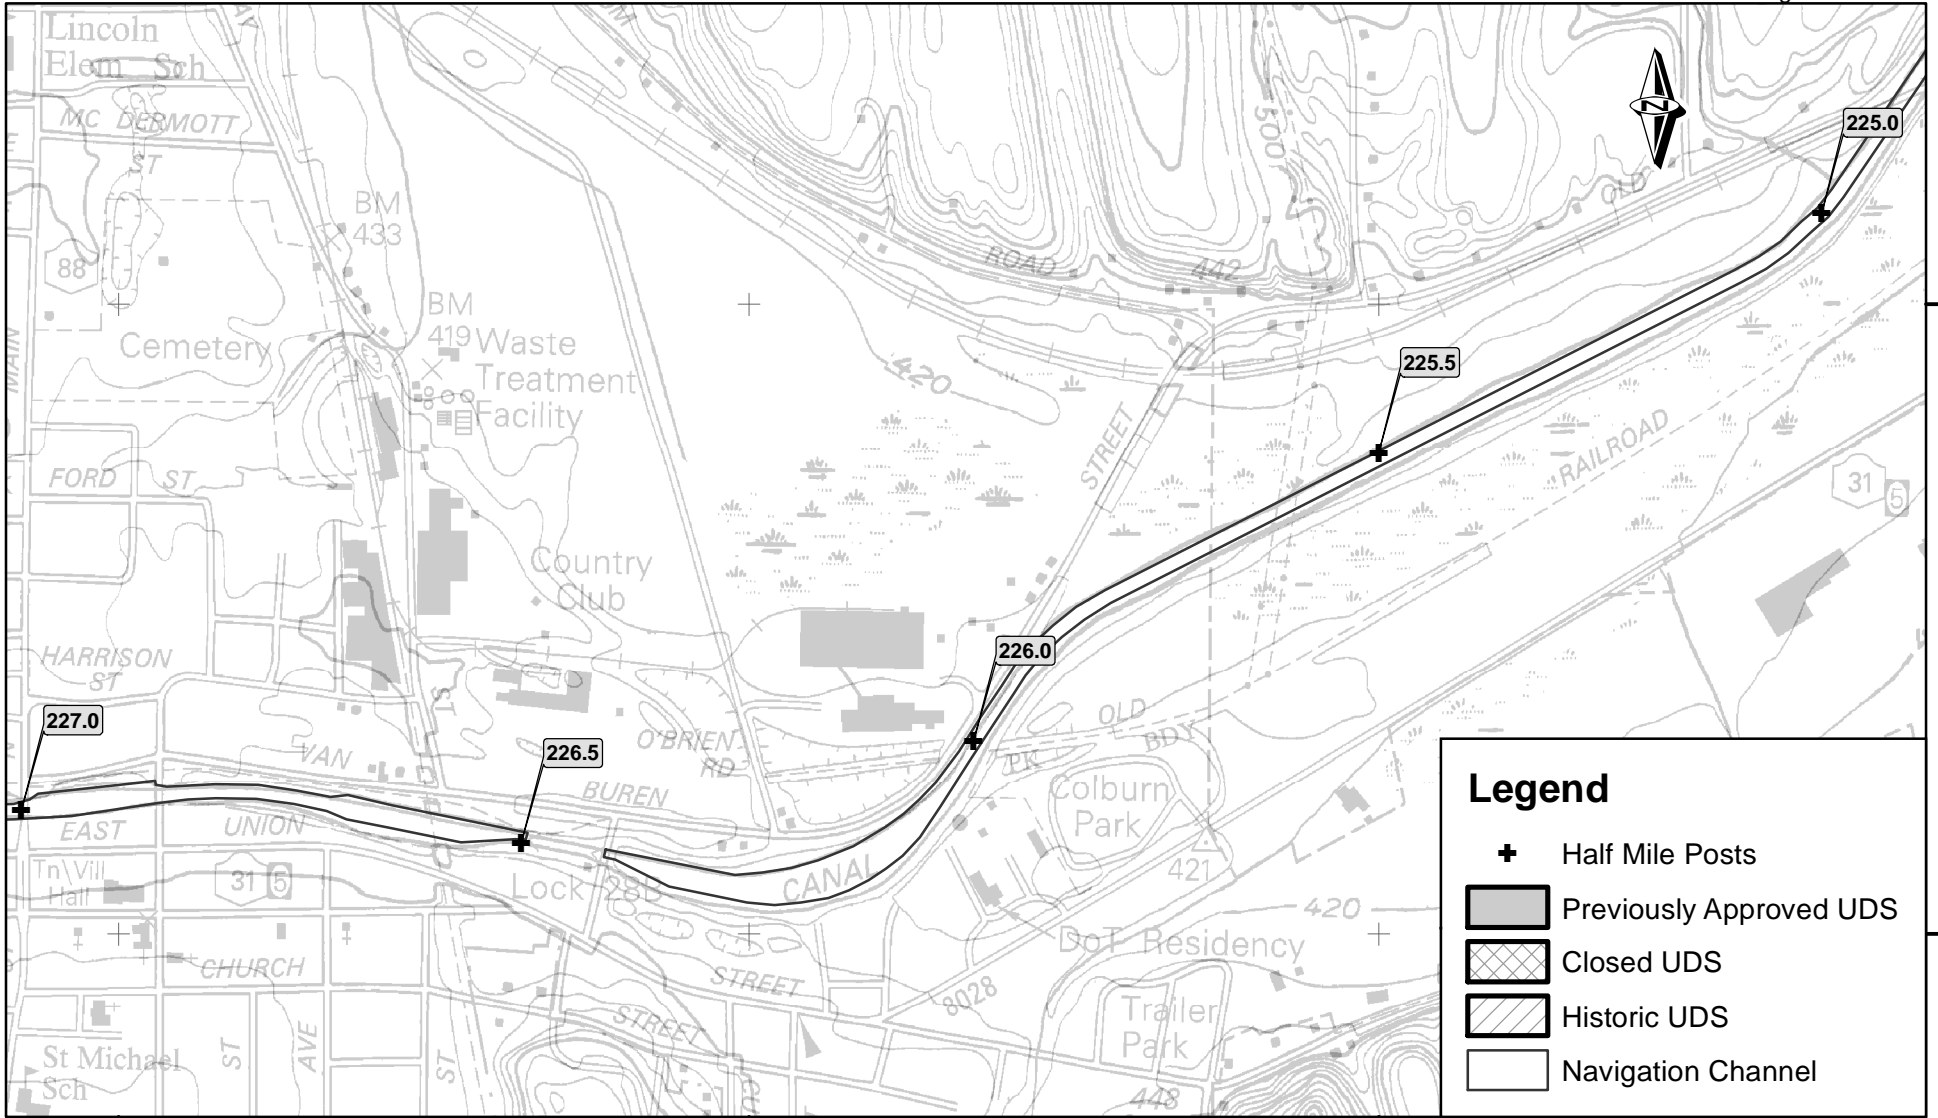 Lincoln
Elem Sch
MC DERMOTT
ST
BM
433
88
BM
419
Waste
Treatment
Facility
Cemetery
MAIN
FORD ST
Country
Club
HARRISON
ST
ST
227.0
226.5
226.0
225.5
225.0
500
OLD
ROAD
442
420
STREET
RAILROAD
31
5
VAN
BUREN
O'BRIEN
RD
OLD
BDY
PK
Colburn
Park
421
EAST
UNION
Tn\Vill
Hall
31
5
Lock 28B
CANAL
420
DoT Residency
CHURCH
STREET
STREET
8028
Trailer
Park
448
St Michael
Sch
ST
AVE
ST
N
Legend
Half Mile Posts
Previously Approved UDS
Closed UDS
Historic UDS
Navigation Channel